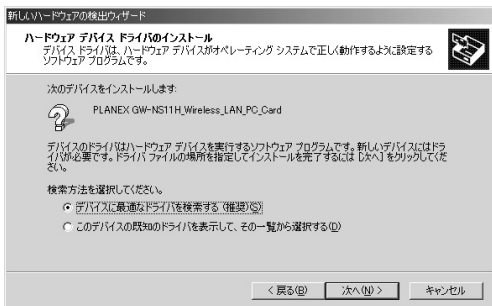 新しいハードウェアの検出ウィザード
ハードウェア デバイス ドライバのインストール
デバイス ドライバは、ハードウェア デバイスがオペレーティング システムで正しく動作するように設定する
ソフトウェア プログラムです。
次のデバイスをインストールします:
PLANEX GW-NS11H_Wireless_LAN_PC_Card
デバイスのドライバはハードウェア デバイスを実行するソフトウェア プログラムです。新しいデバイスにはドラ
イバが必要です。ドライバ ファイルの場所を指定してインストールを完了するには [次へ] をクリックしてくだ
さい。
検索方法を選択してください。
デバイスに最適なドライバを検索する (推奨)(S)
このデバイスの既知のドライバを表示して、その一覧から選択する(D)
< 戻る(B)
次へ(N) >
キャンセル